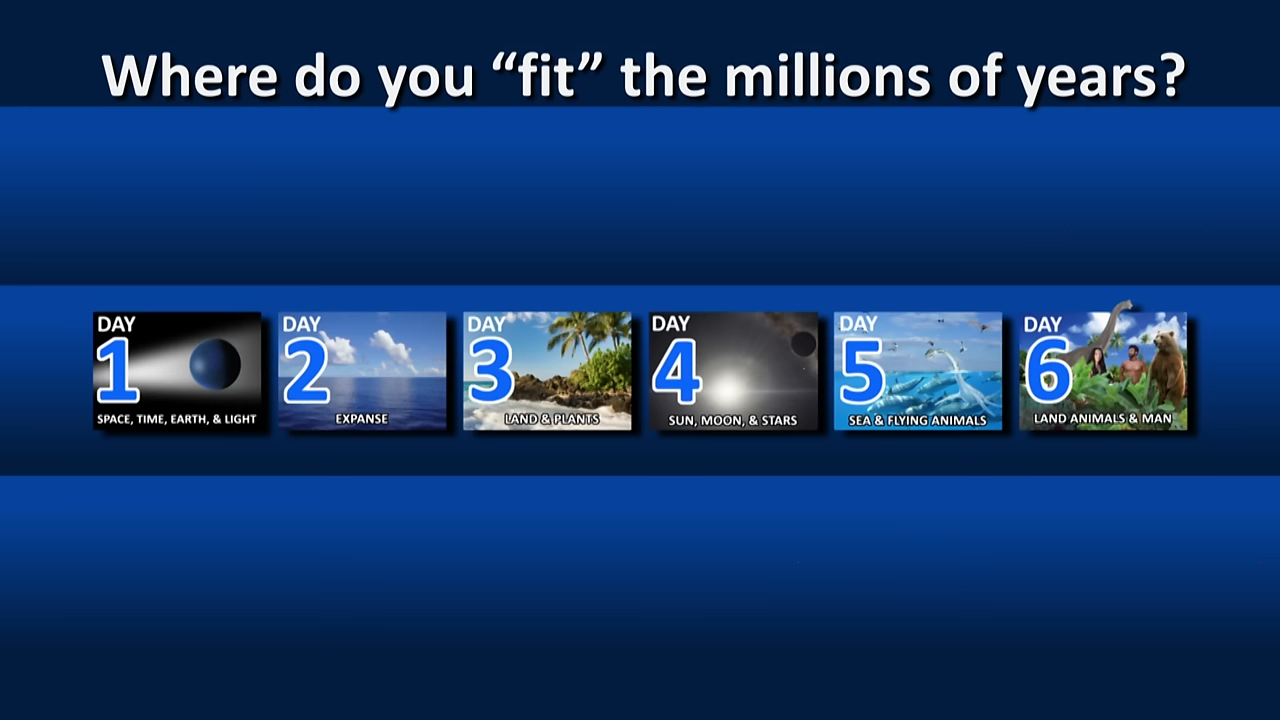 Where do you “fit” the millions of years?
DAY
1
SPACE, TIME, EARTH, & LIGHT
DAY
2
EXPANSE
DAY
3
LAND & PLANTS
DAY
4
SUN, MOON, & STARS
DAY
5
SEA & FLYING ANIMALS
DAY
6
LAND ANIMALS & MAN